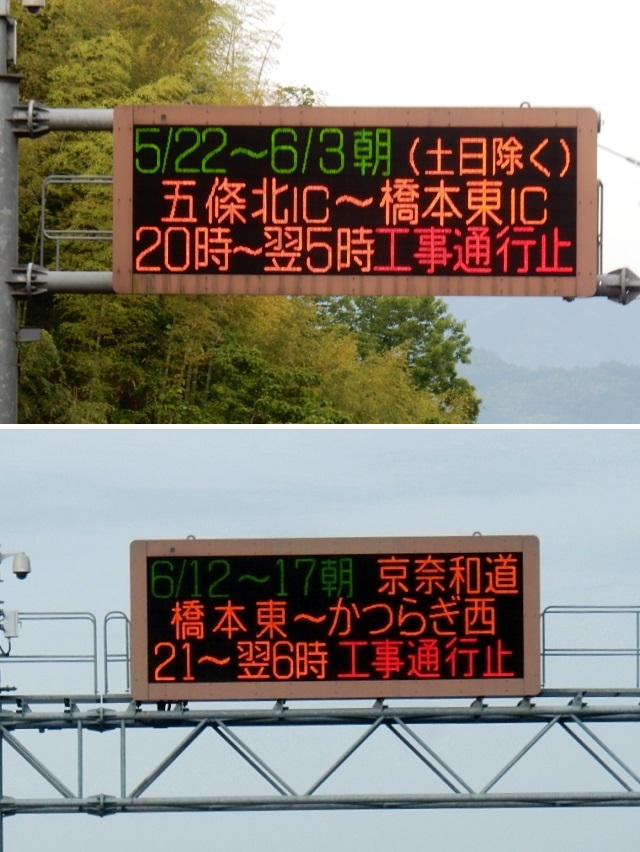 5/22～6/3朝（土日除く）
五條北IC～橋本東IC
20時～翌5時工事通行止
6/12～17朝 京奈和道
橋本東～かつらぎ西
21～翌6時 工事通行止